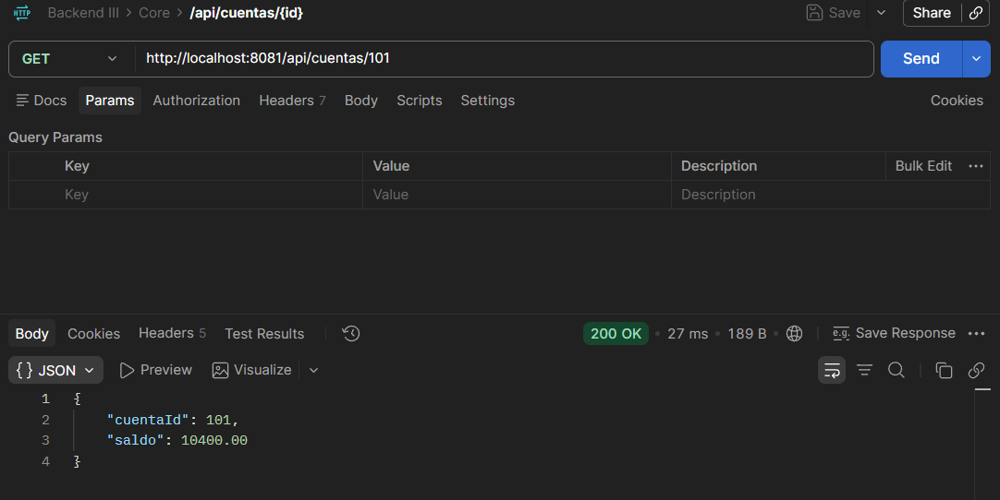 HTTP Backend III > Core > /api/cuentas/{id} Save Share
GET http://localhost:8081/api/cuentas/101 Send
Docs Params Authorization Headers 7 Body Scripts Settings Cookies
Query Params
Key Value Description Bulk Edit ...
Key Value Description
Body Cookies Headers 5 Test Results 200 OK • 27 ms • 189 B • e.g. Save Response ...
{} JSON Preview Visualize
1 {
2 "cuentaId": 101,
3 "saldo": 10400.00
4 }